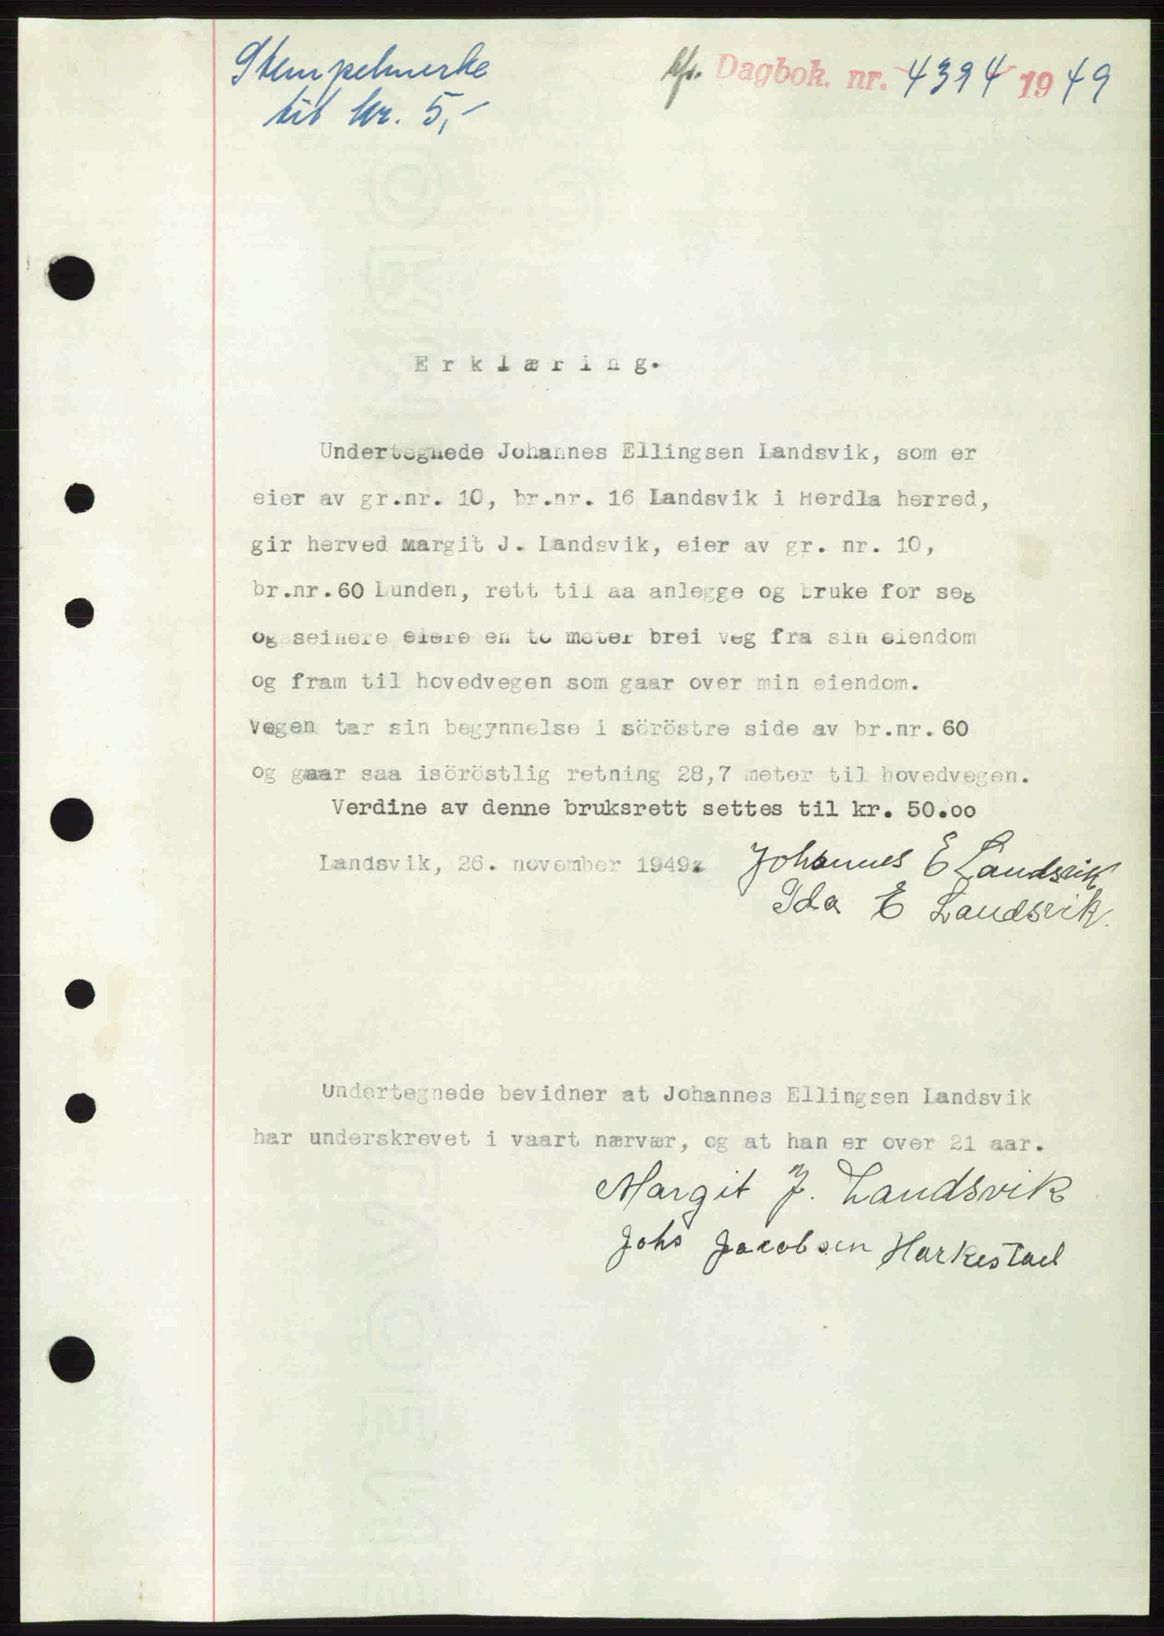 Stempelmerke
til kr. 5,-
Dagbok. nr. 4394 1949
Erklæring.
Undertegnede Johannes Ellingsen Landsvik, som er
eier av gr.nr. 10, br.nr. 16 Landsvik i Herdla herred,
gir herved Margit J. Landsvik, eier av gr. nr. 10,
br.nr.60 Lunden, rett til aa anlegge og bruke for seg
og seinere eiere en to meter brei veg fra sin eiendom
og fram til hovedvegen som gaar over min eiendom.
Vegen tar sin begynnelse i söröstre side av br.nr.60
og gaar saa isöröstlig retning 28,7 meter til hovedvegen.
Verdine av denne bruksrett settes til kr. 50.oo
Landsvik, 26. november 1949. Johannes E Landsvik
Ida E Landsvik.
Undertegnede bevidner at Johannes Ellingsen Landsvik
har underskrevet i vaart nærvær, og at han er over 21 aar.
Margit J. Landsvik
Johs Jacobsen Harkestad